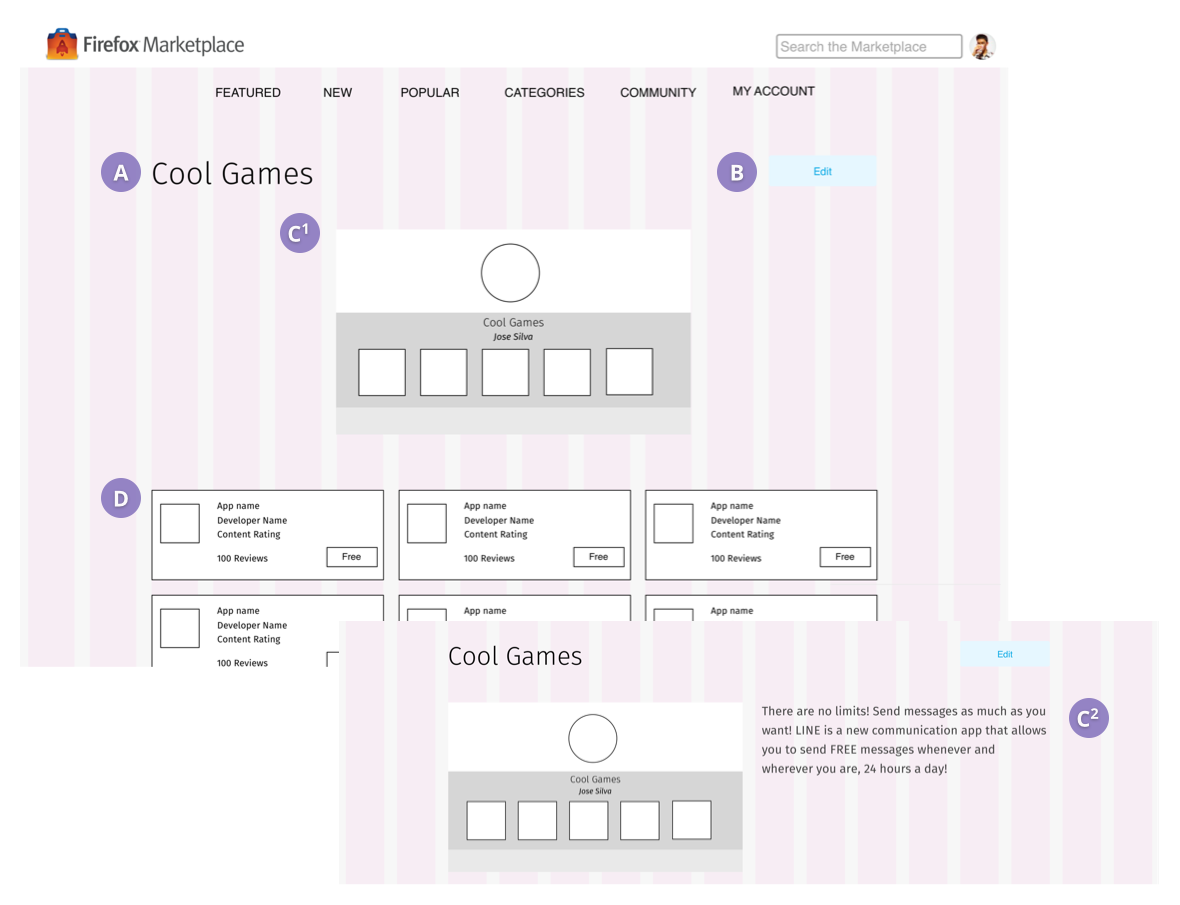 Firefox Marketplace
Search the Marketplace
FEATURED NEW POPULAR CATEGORIES COMMUNITY MY ACCOUNT
A Cool Games B Edit
C1
Cool Games
Jose Silva
D
App name App name App name
Developer Name Developer Name Developer Name
Content Rating Content Rating Content Rating
100 Reviews Free 100 Reviews Free 100 Reviews Free
App name App name App name
Developer Name
Content Rating
100 Reviews
Cool Games Edit
There are no limits! Send messages as much as you
want! LINE is a new communication app that allows
you to send FREE messages whenever and
wherever you are, 24 hours a day!
C2
Cool Games
Jose Silva